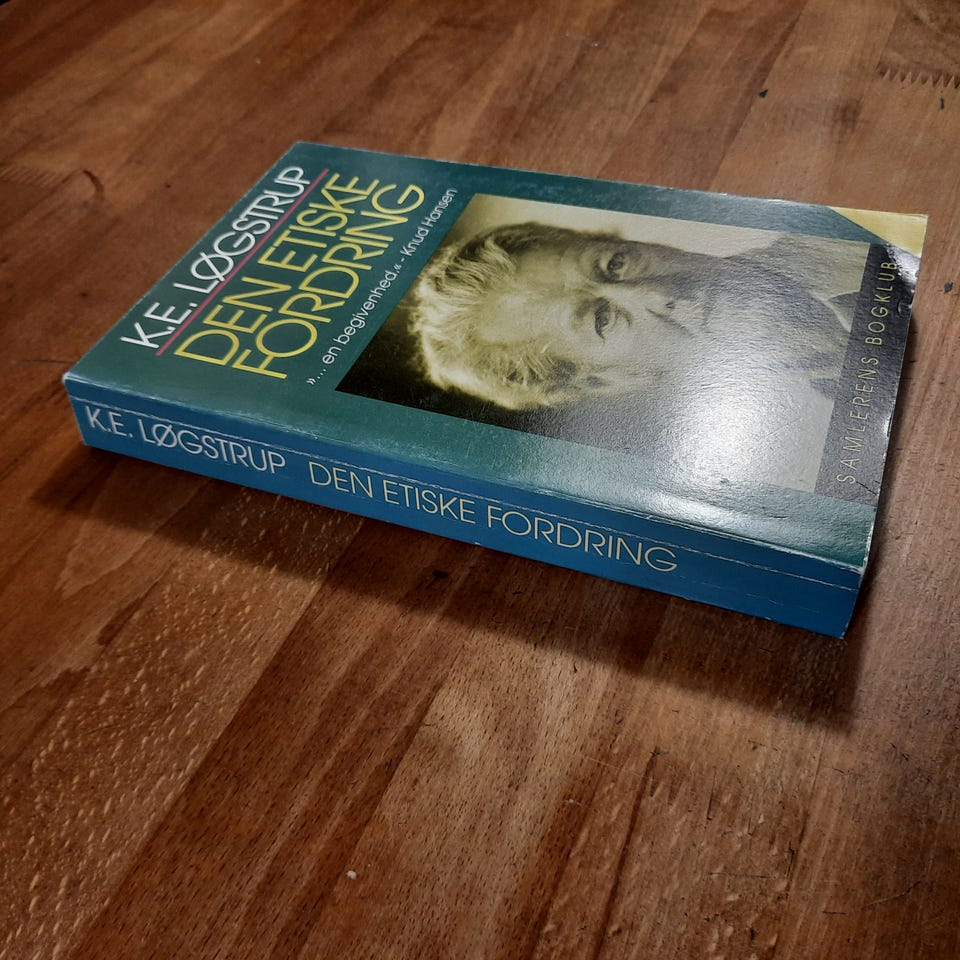 K.E. LØGSTRUP
DEN ETISKE
FORDRING
»... en begivenhed.« - Knud Hansen
SAMLERENS BOGKLUB
K.E. LØGSTRUP DEN ETISKE FORDRING